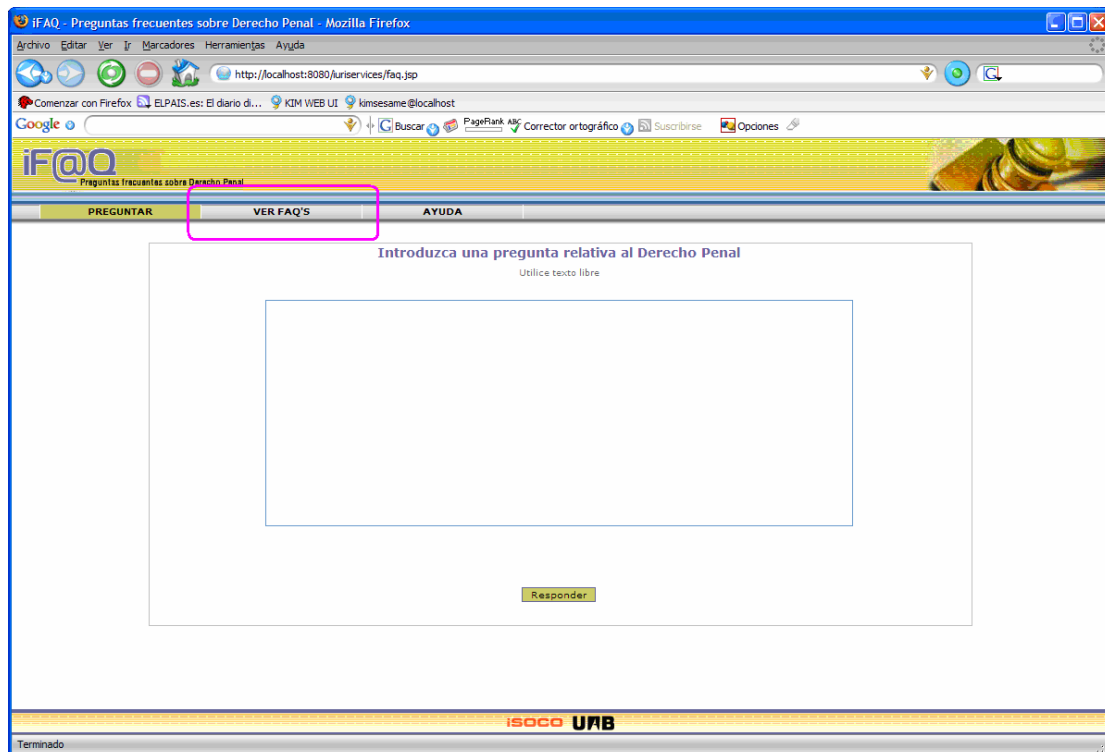 iFAQ - Preguntas frecuentes sobre Derecho Penal - Mozilla Firefox
Archivo Editar Ver Ir Marcadores Herramientas Ayuda
http://localhost:8080/iuriservices/faq.jsp
Comenzar con Firefox ELPAIS.es: El diario di... KIM WEB UI kimsesame@localhost
Google Buscar PageRank ABC Corrector ortográfico Suscribirse Opciones
iF@Q
Preguntas frecuentes sobre Derecho Penal
PREGUNTAR VER FAQ'S AYUDA
Introduzca una pregunta relativa al Derecho Penal
Utilice texto libre
Responder
isoco UAB
Terminado